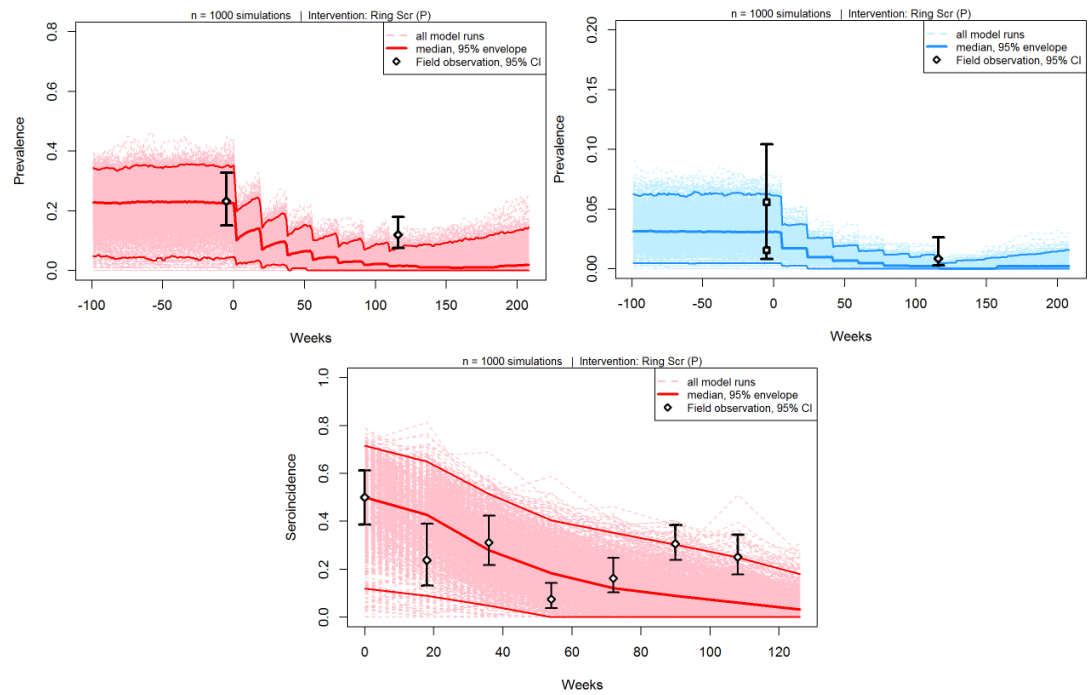 n = 1000 simulations | Intervention: Ring Scr (P)
all model runs
median, 95% envelope
Field observation, 95% CI
Prevalence
0.8
0.6
0.4
0.2
0.0
-100 -50 0 50 100 150 200
Weeks
n = 1000 simulations | Intervention: Ring Scr (P)
all model runs
median, 95% envelope
Field observation, 95% CI
Prevalence
0.20
0.15
0.10
0.05
0.00
-100 -50 0 50 100 150 200
Weeks
n = 1000 simulations | Intervention: Ring Scr (P)
all model runs
median, 95% envelope
Field observation, 95% CI
Seroincidence
1.0
0.8
0.6
0.4
0.2
0.0
0 20 40 60 80 100 120
Weeks